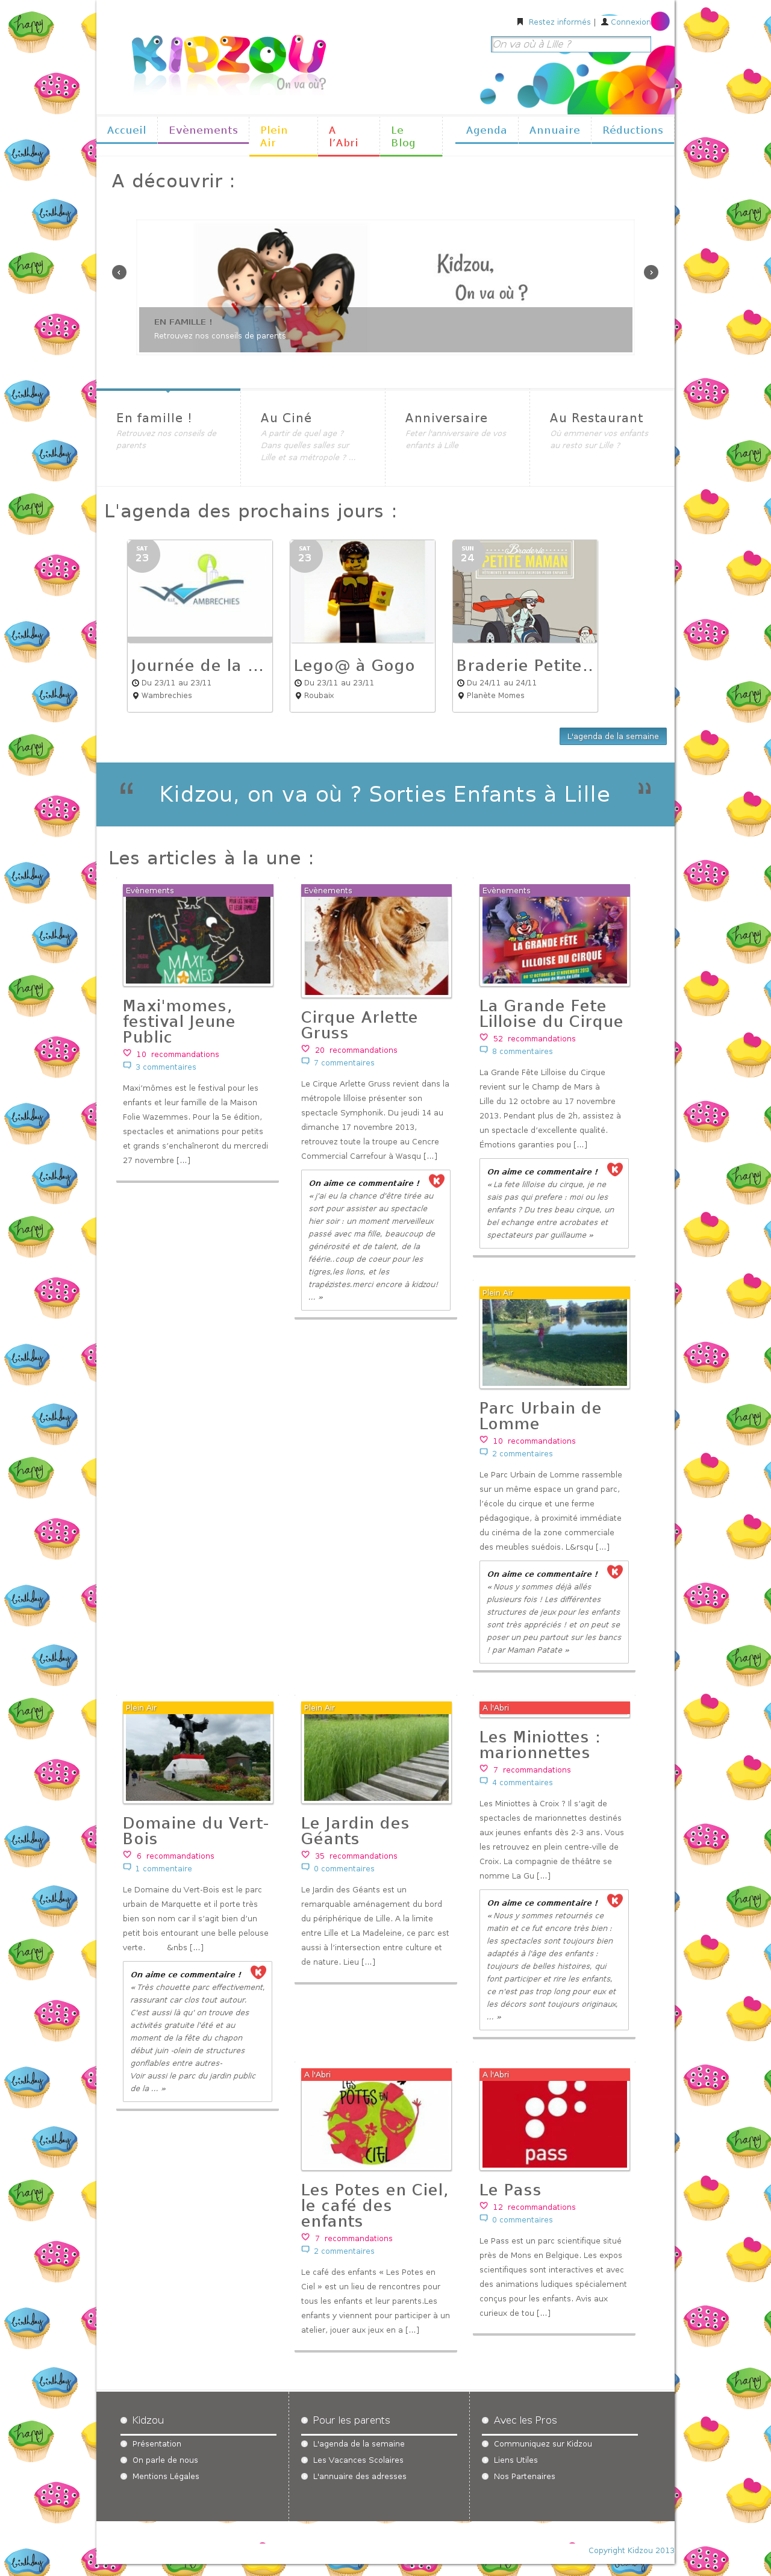 KIDZOU
On va où?
Restez informés | Connexion
On va où à Lille ?
Accueil
Evènements
Plein Air
A l'Abri
Le Blog
Agenda
Annuaire
Réductions
A découvrir :
Kidzou,
On va où ?
EN FAMILLE !
Retrouvez nos conseils de parents
En famille !
Retrouvez nos conseils de
parents
Au Ciné
A partir de quel age ?
Dans quelles salles sur
Lille et sa métropole ? ...
Anniversaire
Feter l'anniversaire de vos
enfants à Lille
Au Restaurant
Où emmener vos enfants
au resto sur Lille ?
L'agenda des prochains jours :
SAT
23
AMBRECHIES
Journée de la ...
Du 23/11 au 23/11
Wambrechies
SAT
23
Lego@ à Gogo
Du 23/11 au 23/11
Roubaix
SUN
24
Braderie
PETITE MAMAN
Braderie Petite..
Du 24/11 au 24/11
Planète Momes
L'agenda de la semaine
“ Kidzou, on va où ? Sorties Enfants à Lille ”
Les articles à la une :
Evènements
MAXI
MOMES
Maxi'momes,
festival Jeune
Public
10 recommandations
3 commentaires
Maxi'mômes est le festival pour les
enfants et leur famille de la Maison
Folie Wazemmes. Pour la 5e édition,
spectacles et animations pour petits
et grands s'enchaîneront du mercredi
27 novembre [...]
Evènements
Cirque Arlette
Gruss
20 recommandations
7 commentaires
Le Cirque Arlette Gruss revient dans la
métropole lilloise présenter son
spectacle Symphonik. Du jeudi 14 au
dimanche 17 novembre 2013,
retrouvez toute la troupe au Cencre
Commercial Carrefour à Wasqu [...]
On aime ce commentaire !
K
« j'ai eu la chance d'être tirée au
sort pour assister au spectacle
hier soir : un moment merveilleux
passé avec ma fille, beaucoup de
générosité et de talent, de la
féérie..coup de coeur pour les
tigres,les lions, et les
trapézistes.merci encore à kidzou!
... »
Evènements
LA GRANDE FÊTE
LILLOISE DU CIRQUE
La Grande Fete
Lilloise du Cirque
52 recommandations
8 commentaires
La Grande Fête Lilloise du Cirque
revient sur le Champ de Mars à
Lille du 12 octobre au 17 novembre
2013. Pendant plus de 2h, assistez à
un spectacle d'excellente qualité.
Émotions garanties pou [...]
On aime ce commentaire !
K
« La fete lilloise du cirque, je ne
sais pas qui prefere : moi ou les
enfants ? Du tres beau cirque, un
bel echange entre acrobates et
spectateurs par guillaume »
Plein Air
Parc Urbain de
Lomme
10 recommandations
2 commentaires
Le Parc Urbain de Lomme rassemble
sur un même espace un grand parc,
l'école du cirque et une ferme
pédagogique, à proximité immédiate
du cinéma de la zone commerciale
des meubles suédois. L&rsqu [...]
On aime ce commentaire !
K
« Nous y sommes déjà allés
plusieurs fois ! Les différentes
structures de jeux pour les enfants
sont très appréciés ! et on peut se
poser un peu partout sur les bancs
! par Maman Patate »
Plein Air
Domaine du Vert-
Bois
6 recommandations
1 commentaire
Le Domaine du Vert-Bois est le parc
urbain de Marquette et il porte très
bien son nom car il s'agit bien d'un
petit bois entourant une belle pelouse
verte. &nbs [...]
On aime ce commentaire !
K
« Très chouette parc effectivement,
rassurant car clos tout autour.
C'est aussi là qu' on trouve des
activités gratuite l'été et au
moment de la fête du chapon
début juin -olein de structures
gonflables entre autres-
Voir aussi le parc du jardin public
de la ... »
Plein Air
Le Jardin des
Géants
35 recommandations
0 commentaires
Le Jardin des Géants est un
remarquable aménagement du bord
du périphérique de Lille. A la limite
entre Lille et La Madeleine, ce parc est
aussi à l'intersection entre culture et
de nature. Lieu [...]
A l'Abri
Les Miniottes :
marionnettes
7 recommandations
4 commentaires
Les Miniottes à Croix ? Il s'agit de
spectacles de marionnettes destinés
aux jeunes enfants dès 2-3 ans. Vous
les retrouvez en plein centre-ville de
Croix. La compagnie de théâtre se
nomme La Gu [...]
On aime ce commentaire !
K
« Nous y sommes retournés ce
matin et ce fut encore très bien :
les spectacles sont toujours bien
adaptés à l'âge des enfants :
toujours de belles histoires, qui
font participer et rire les enfants,
ce n'est pas trop long pour eux et
les décors sont toujours originaux,
... »
A l'Abri
LES
PÔTES EN
CIEL
Les Potes en Ciel,
le café des
enfants
7 recommandations
2 commentaires
Le café des enfants « Les Potes en
Ciel » est un lieu de rencontres pour
tous les enfants et leur parents.Les
enfants y viennent pour participer à un
atelier, jouer aux jeux en a [...]
A l'Abri
pass
Le Pass
12 recommandations
0 commentaires
Le Pass est un parc scientifique situé
près de Mons en Belgique. Les expos
scientifiques sont interactives et avec
des animations ludiques spécialement
conçus pour les enfants. Avis aux
curieux de tou [...]
Kidzou
Présentation
On parle de nous
Mentions Légales
Pour les parents
L'agenda de la semaine
Les Vacances Scolaires
L'annuaire des adresses
Avec les Pros
Communiquez sur Kidzou
Liens Utiles
Nos Partenaires
Copyright Kidzou 2013